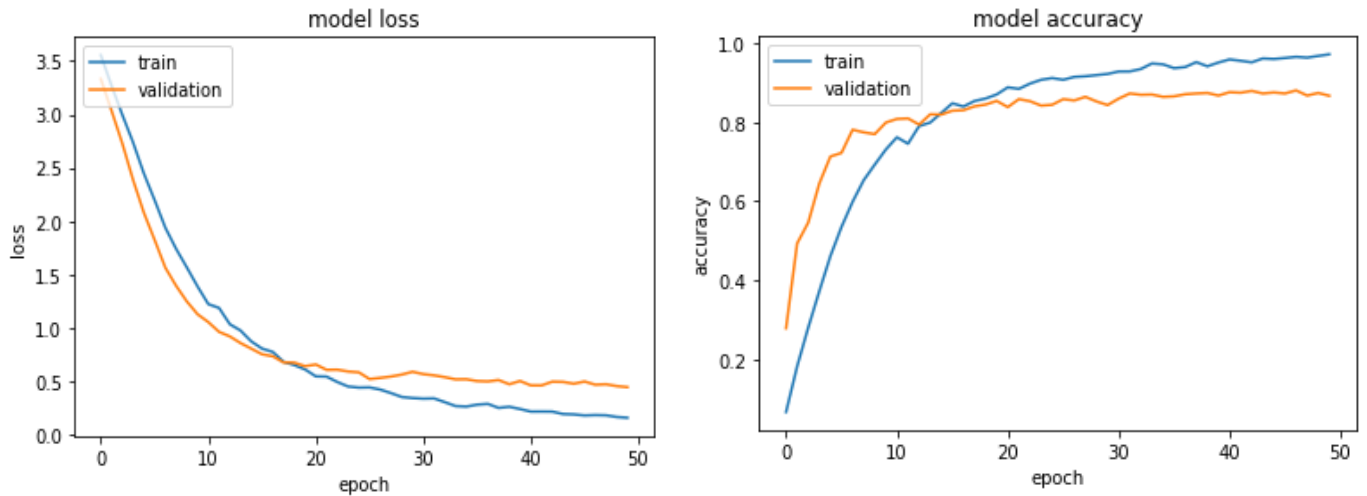 model loss
train
validation
3.5
3.0
2.5
2.0
1.5
1.0
0.5
0.0
loss
0 10 20 30 40 50
epoch
model accuracy
train
validation
1.0
0.8
0.6
0.4
0.2
accuracy
0 10 20 30 40 50
epoch